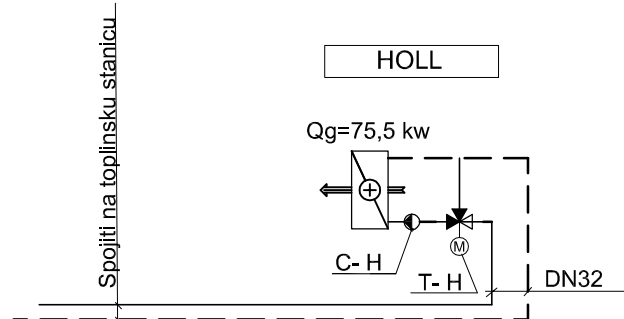 HOLL
Spojiti na toplinsku stanicu
Qg=75,5 kw
M
C- H
T- H
DN32